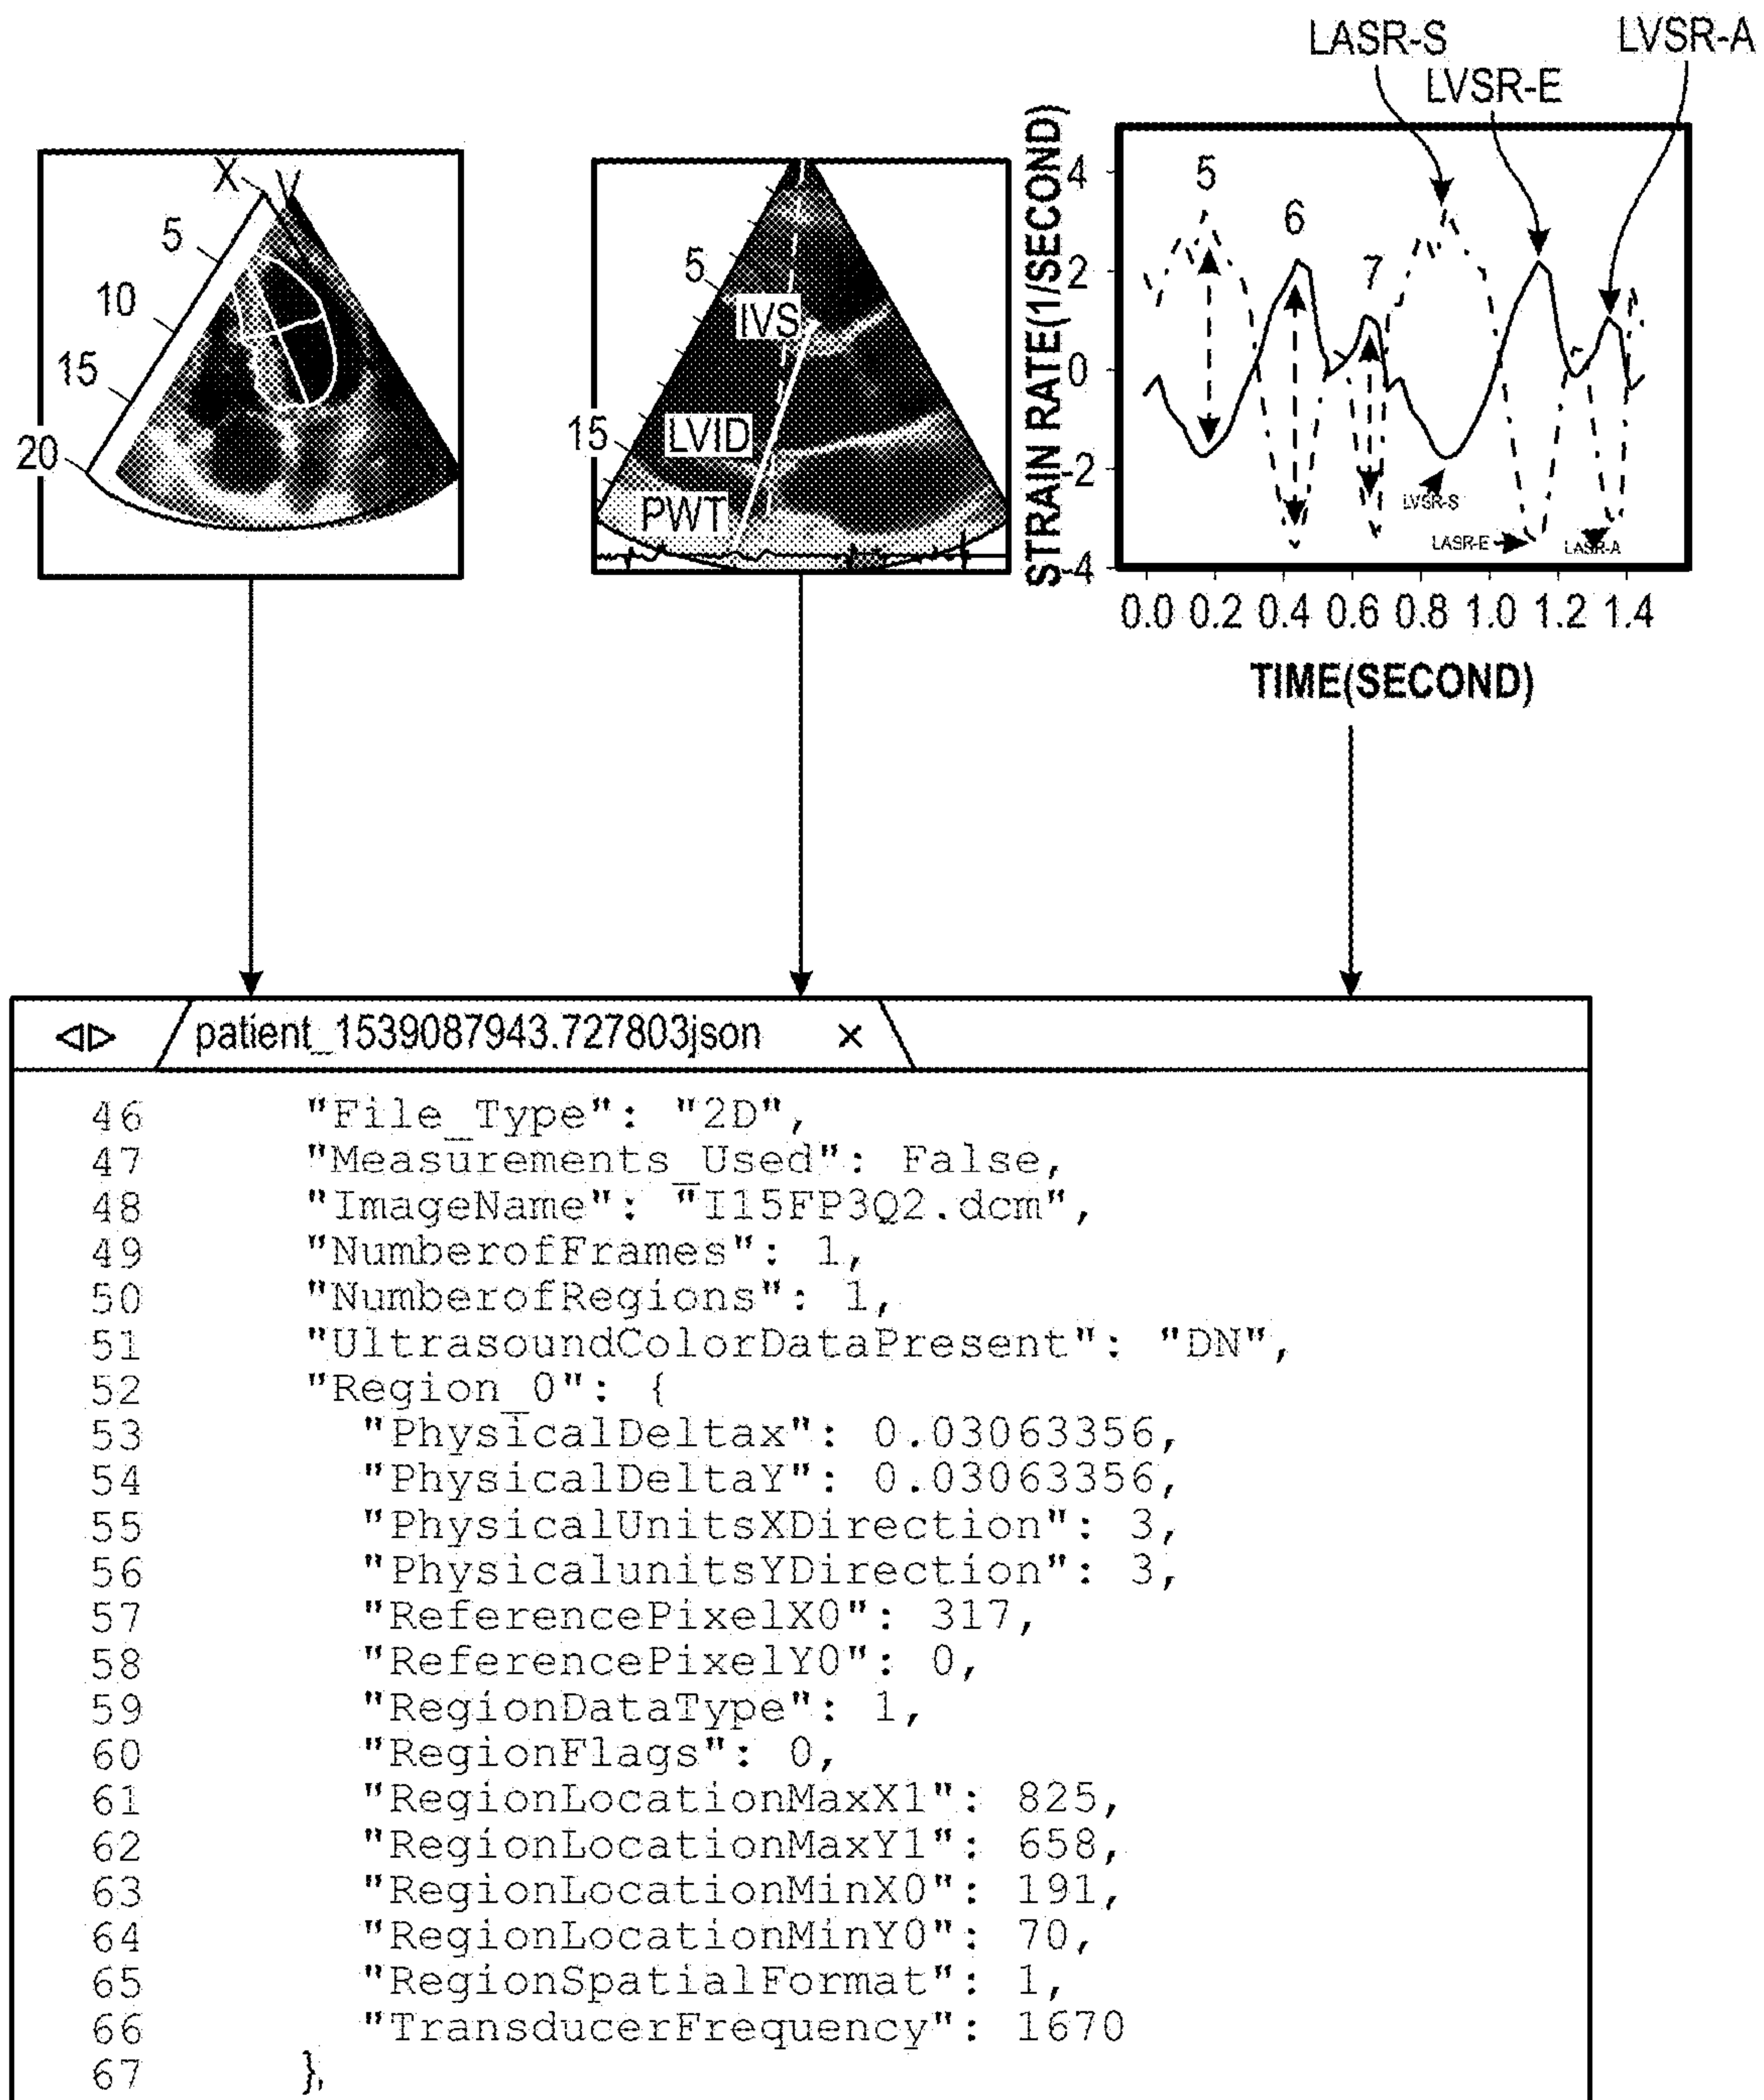 LASR-S
LVSR-A
LVSR-E
X
V
5
10
15
20
5
IVS
15
LVID
PWT
STRAIN RATE(1/SECOND)
4
2
0
-2
-4
5
6
7
LVSR-S
LASR-E
LASR-A
0.0 0.2 0.4 0.6 0.8 1.0 1.2 1.4
TIME(SECOND)
patient_1539087943.727803json ×
46 "File_Type": "2D",
47 "Measurements_Used": False,
48 "ImageName": "I15FP3Q2.dcm",
49 "NumberofFrames": 1,
50 "NumberofRegions": 1,
51 "UltrasoundColorDataPresent": "DN",
52 "Region_0": {
53 "PhysicalDeltax": 0.03063356,
54 "PhysicalDeltaY": 0.03063356,
55 "PhysicalUnitsXDirection": 3,
56 "PhysicalunitsYDirection": 3,
57 "ReferencePixelX0": 317,
58 "ReferencePixelY0": 0,
59 "RegionDataType": 1,
60 "RegionFlags": 0,
61 "RegionLocationMaxX1": 825,
62 "RegionLocationMaxY1": 658,
63 "RegionLocationMinX0": 191,
64 "RegionLocationMinY0": 70,
65 "RegionSpatialFormat": 1,
66 "TransducerFrequency": 1670
67 },